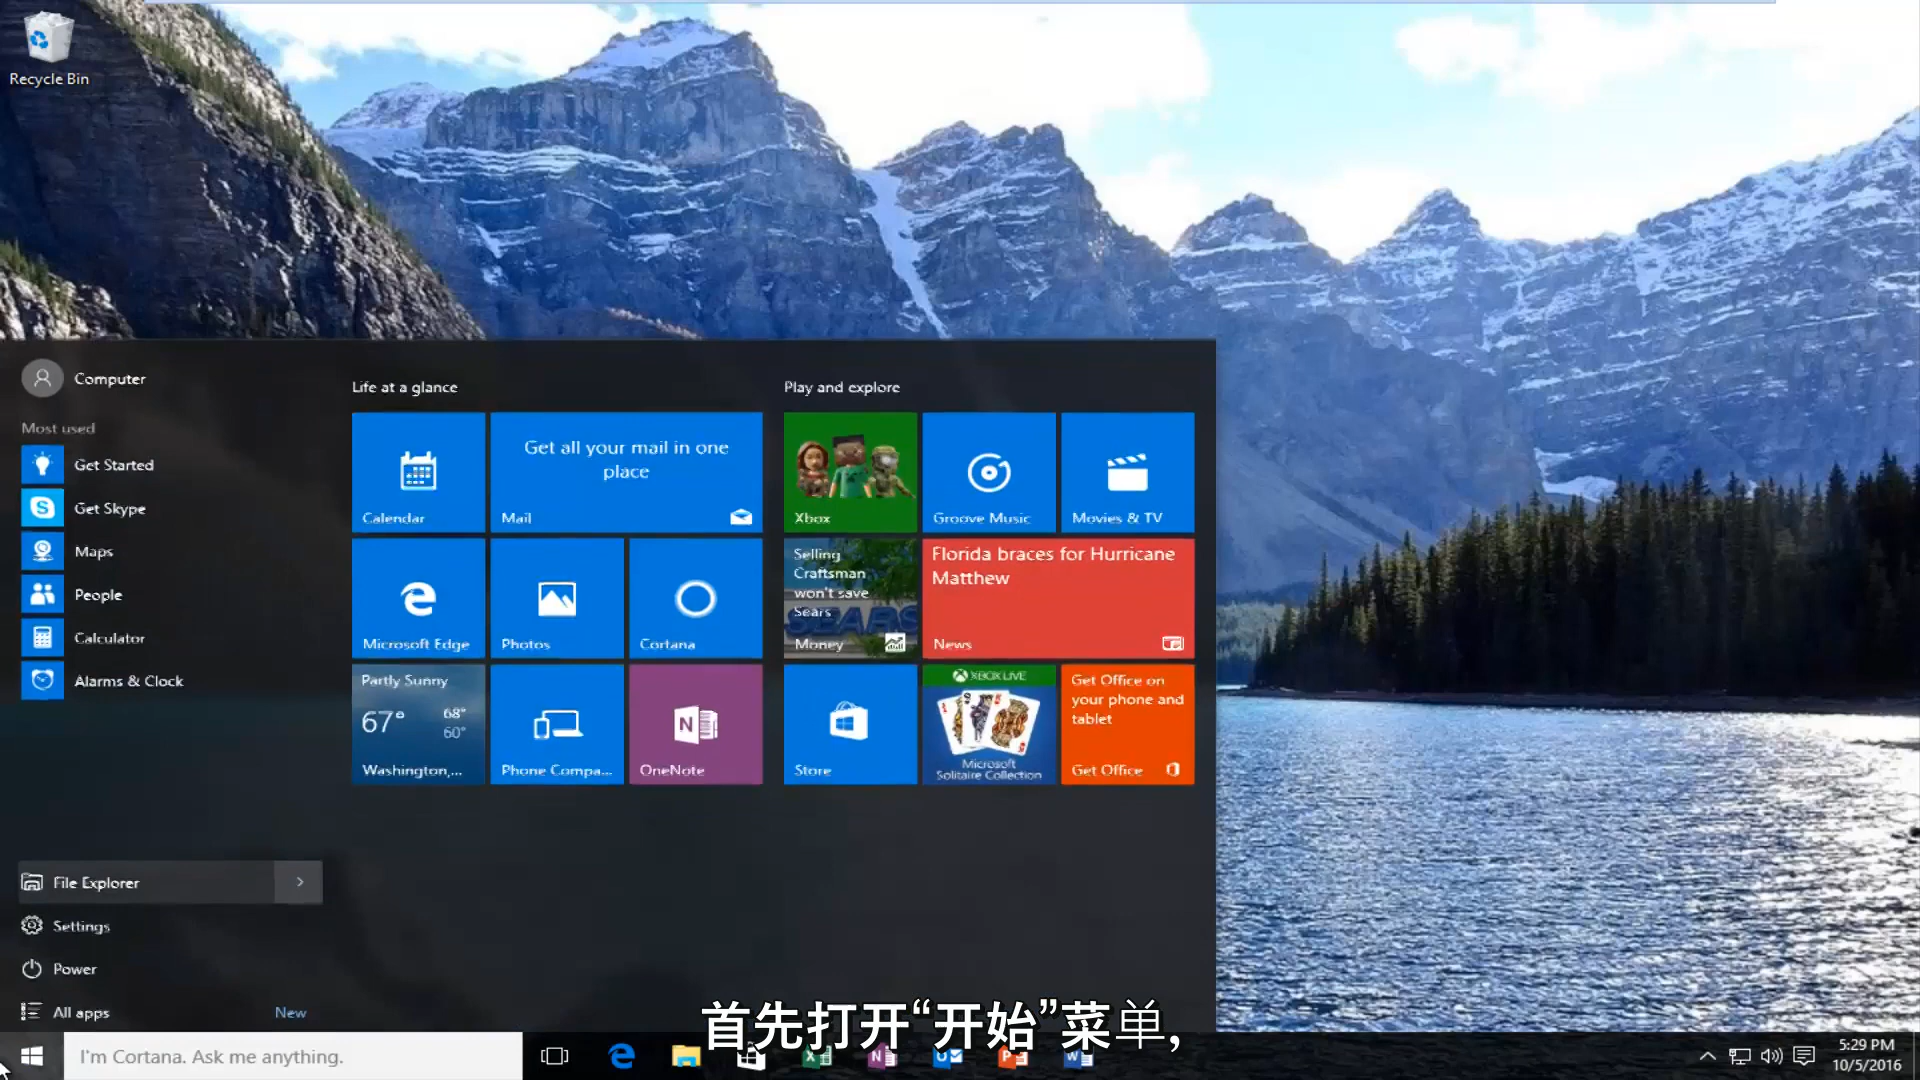 Recycle Bin
Computer
Most used
Get Started
Get Skype
Maps
People
Calculator
Alarms & Clock
File Explorer
Settings
Power
All apps
New
Life at a glance
Calendar
Get all your mail in one
place
Mail
Microsoft Edge
Photos
Cortana
Partly Sunny
67°
68°
60°
Washington,...
Phone Compa...
OneNote
Play and explore
Xbox
Groove Music
Movies & TV
Selling
Craftsman
won't save
Sears
Money
Florida braces for Hurricane
Matthew
News
Store
XBOX LIVE
Microsoft
Solitaire Collection
Get Office on
your phone and
tablet
Get Office
首先打开“开始”菜单,
I'm Cortana. Ask me anything.
5:29 PM
10/5/2016